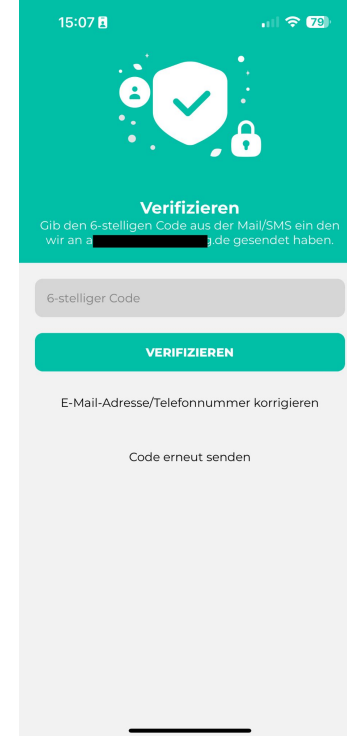 15:07
79
Verifizieren
Gib den 6-stelligen Code aus der Mail/SMS ein den
wir an a g.de gesendet haben.
6-stelliger Code
VERIFIZIEREN
E-Mail-Adresse/Telefonnummer korrigieren
Code erneut senden